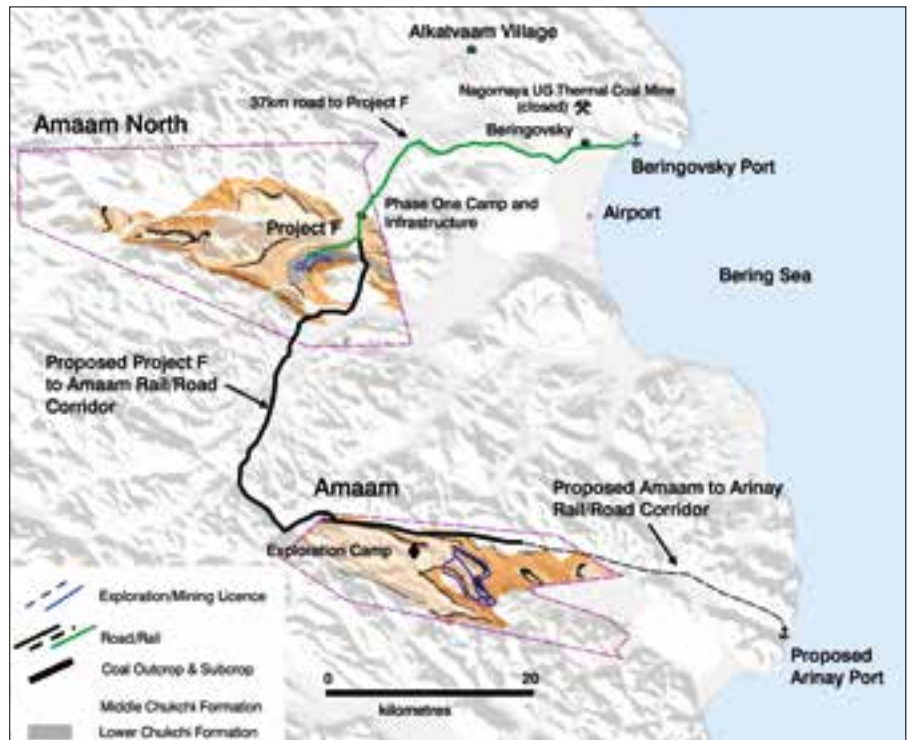 Alkatvaam Village
Nagornaya UG Thermal Coal Mine
(closed)
37km road to Project F
Beringovsky
Amaam North
Beringovsky Port
Phase One Camp and
Infrastructure
Airport
Project F
Bering Sea
Proposed Project F
to Amaam Rail/Road
Corridor
Amaam
Proposed Amaam to Arinay
Rail/Road Corridor
Exploration Camp
Exploration/Mining Licence
Road/Rail
Coal Outcrop & Subcrop
Middle Chukchi Formation
Lower Chukchi Formation
0 20
kilometres
Proposed
Arinay Port